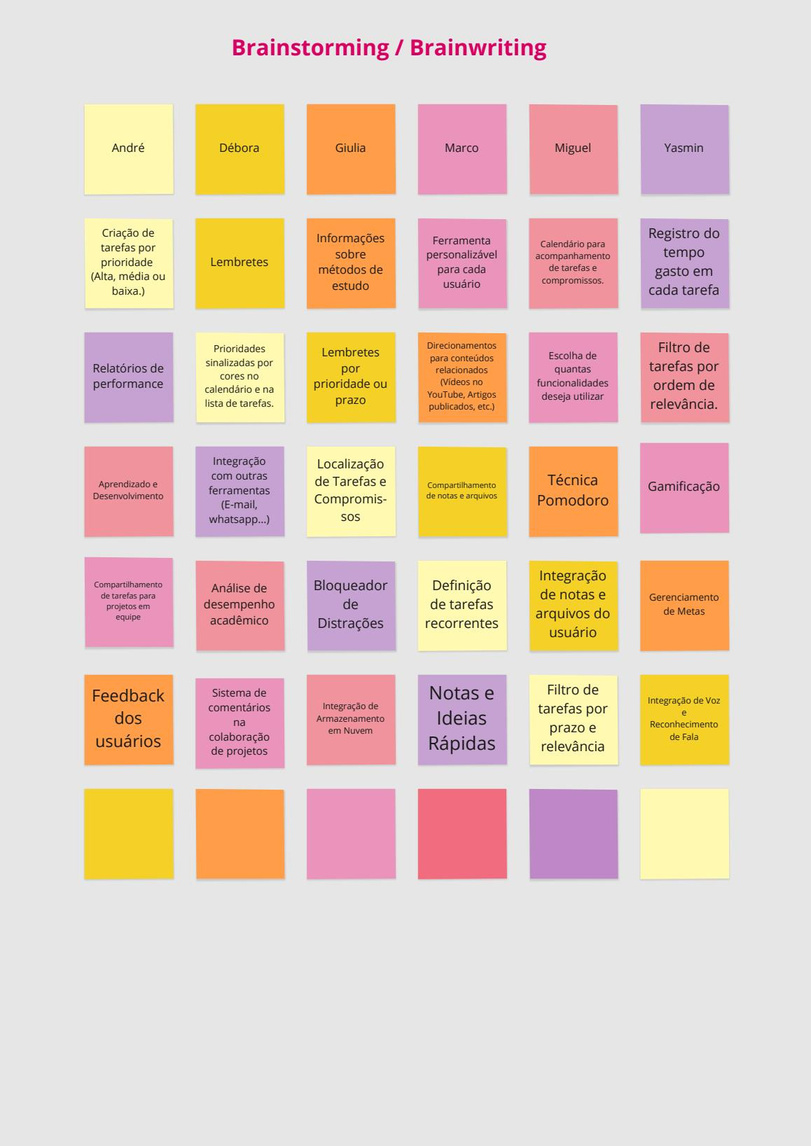 Brainstorming / Brainwriting
André
Débora
Giulia
Marco
Miguel
Yasmin
Criação de
tarefas por
prioridade
(Alta, média ou
baixa.)
Lembretes
Informações
sobre
métodos de
estudo
Ferramenta
personalizável
para cada
usuário
Calendário para
acompanhamento
de tarefas e
compromissos.
Registro do
tempo
gasto em
cada tarefa
Relatórios de
performance
Prioridades
sinalizadas por
cores no
calendário e na
lista de tarefas.
Lembretes
por
prioridade ou
prazo
Direcionamentos
para conteúdos
relacionados
(Vídeos no
YouTube, Artigos
publicados, etc.)
Escolha de
quantas
funcionalidades
deseja utilizar
Filtro de
tarefas por
ordem de
relevância.
Aprendizado e
Desenvolvimento
Integração
com outras
ferramentas
(E-mail,
whatsapp...)
Localização
de Tarefas e
Compromis-
sos
Compartilhamento
de notas e arquivos
Técnica
Pomodoro
Gamificação
Compartilhamento
de tarefas para
projetos em
equipe
Análise de
desempenho
acadêmico
Bloqueador
de
Distrações
Definição
de tarefas
recorrentes
Integração
de notas e
arquivos do
usuário
Gerenciamento
de Metas
Feedback
dos
usuários
Sistema de
comentários
na
colaboração
de projetos
Integração de
Armazenamento
em Nuvem
Notas e
Ideias
Rápidas
Filtro de
tarefas por
prazo e
relevância
Integração de Voz
e
Reconhecimento
de Fala